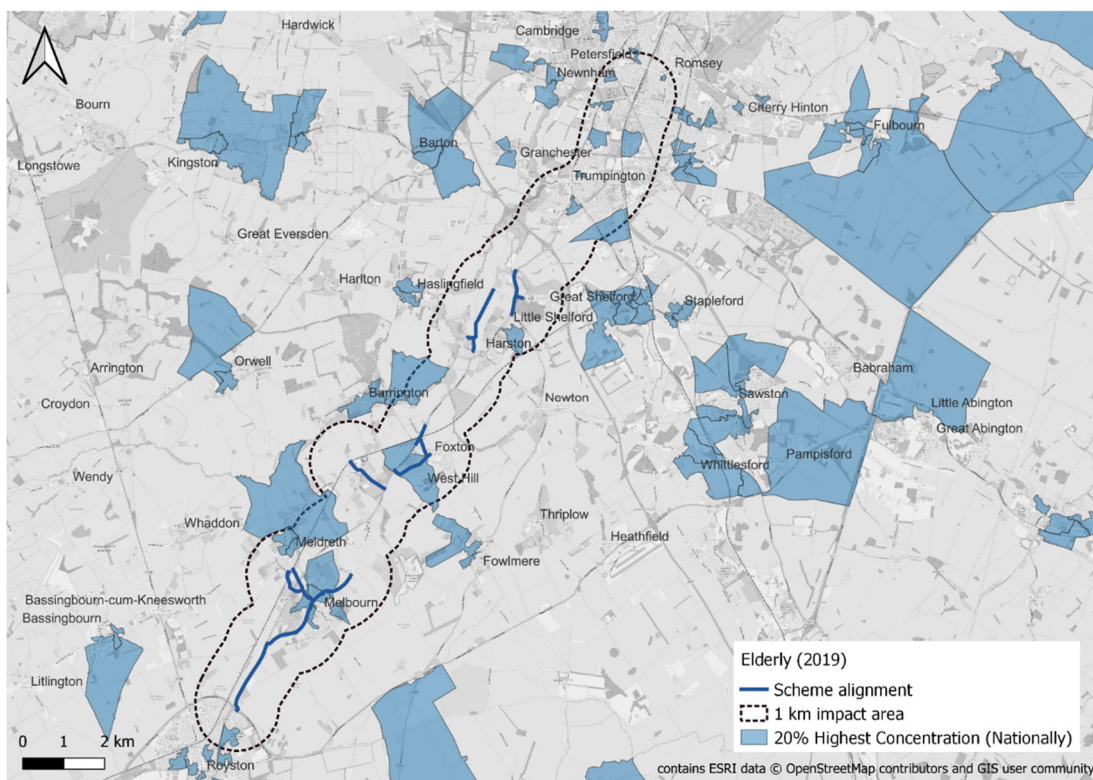 Hardwick
Cambridge
Petersfield
Romsey
Newnham
Bourn
Cherry Hinton
Fulbourn
Barton
Granchester
Kingston
Longstowe
Trumpington
Great Eversden
Harlton
Haslingfield
Great Shelford
Stapleford
Little Shelford
Harston
Orwell
Arrington
Babraham
Barrington
Newton
Sawston
Croydon
Little Abington
Great Abington
Foxton
Pampisford
Whittlesford
Wendy
West Hill
Thriplow
Whaddon
Heathfield
Meldreth
Fowlmere
Bassingbourn-cum-Kneesworth
Melbourn
Bassingbourn
Litlington
Royston
0 1 2 km
Elderly (2019)
Scheme alignment
1 km impact area
20% Highest Concentration (Nationally)
contains ESRI data © OpenStreetMap contributors and GIS user cummunity